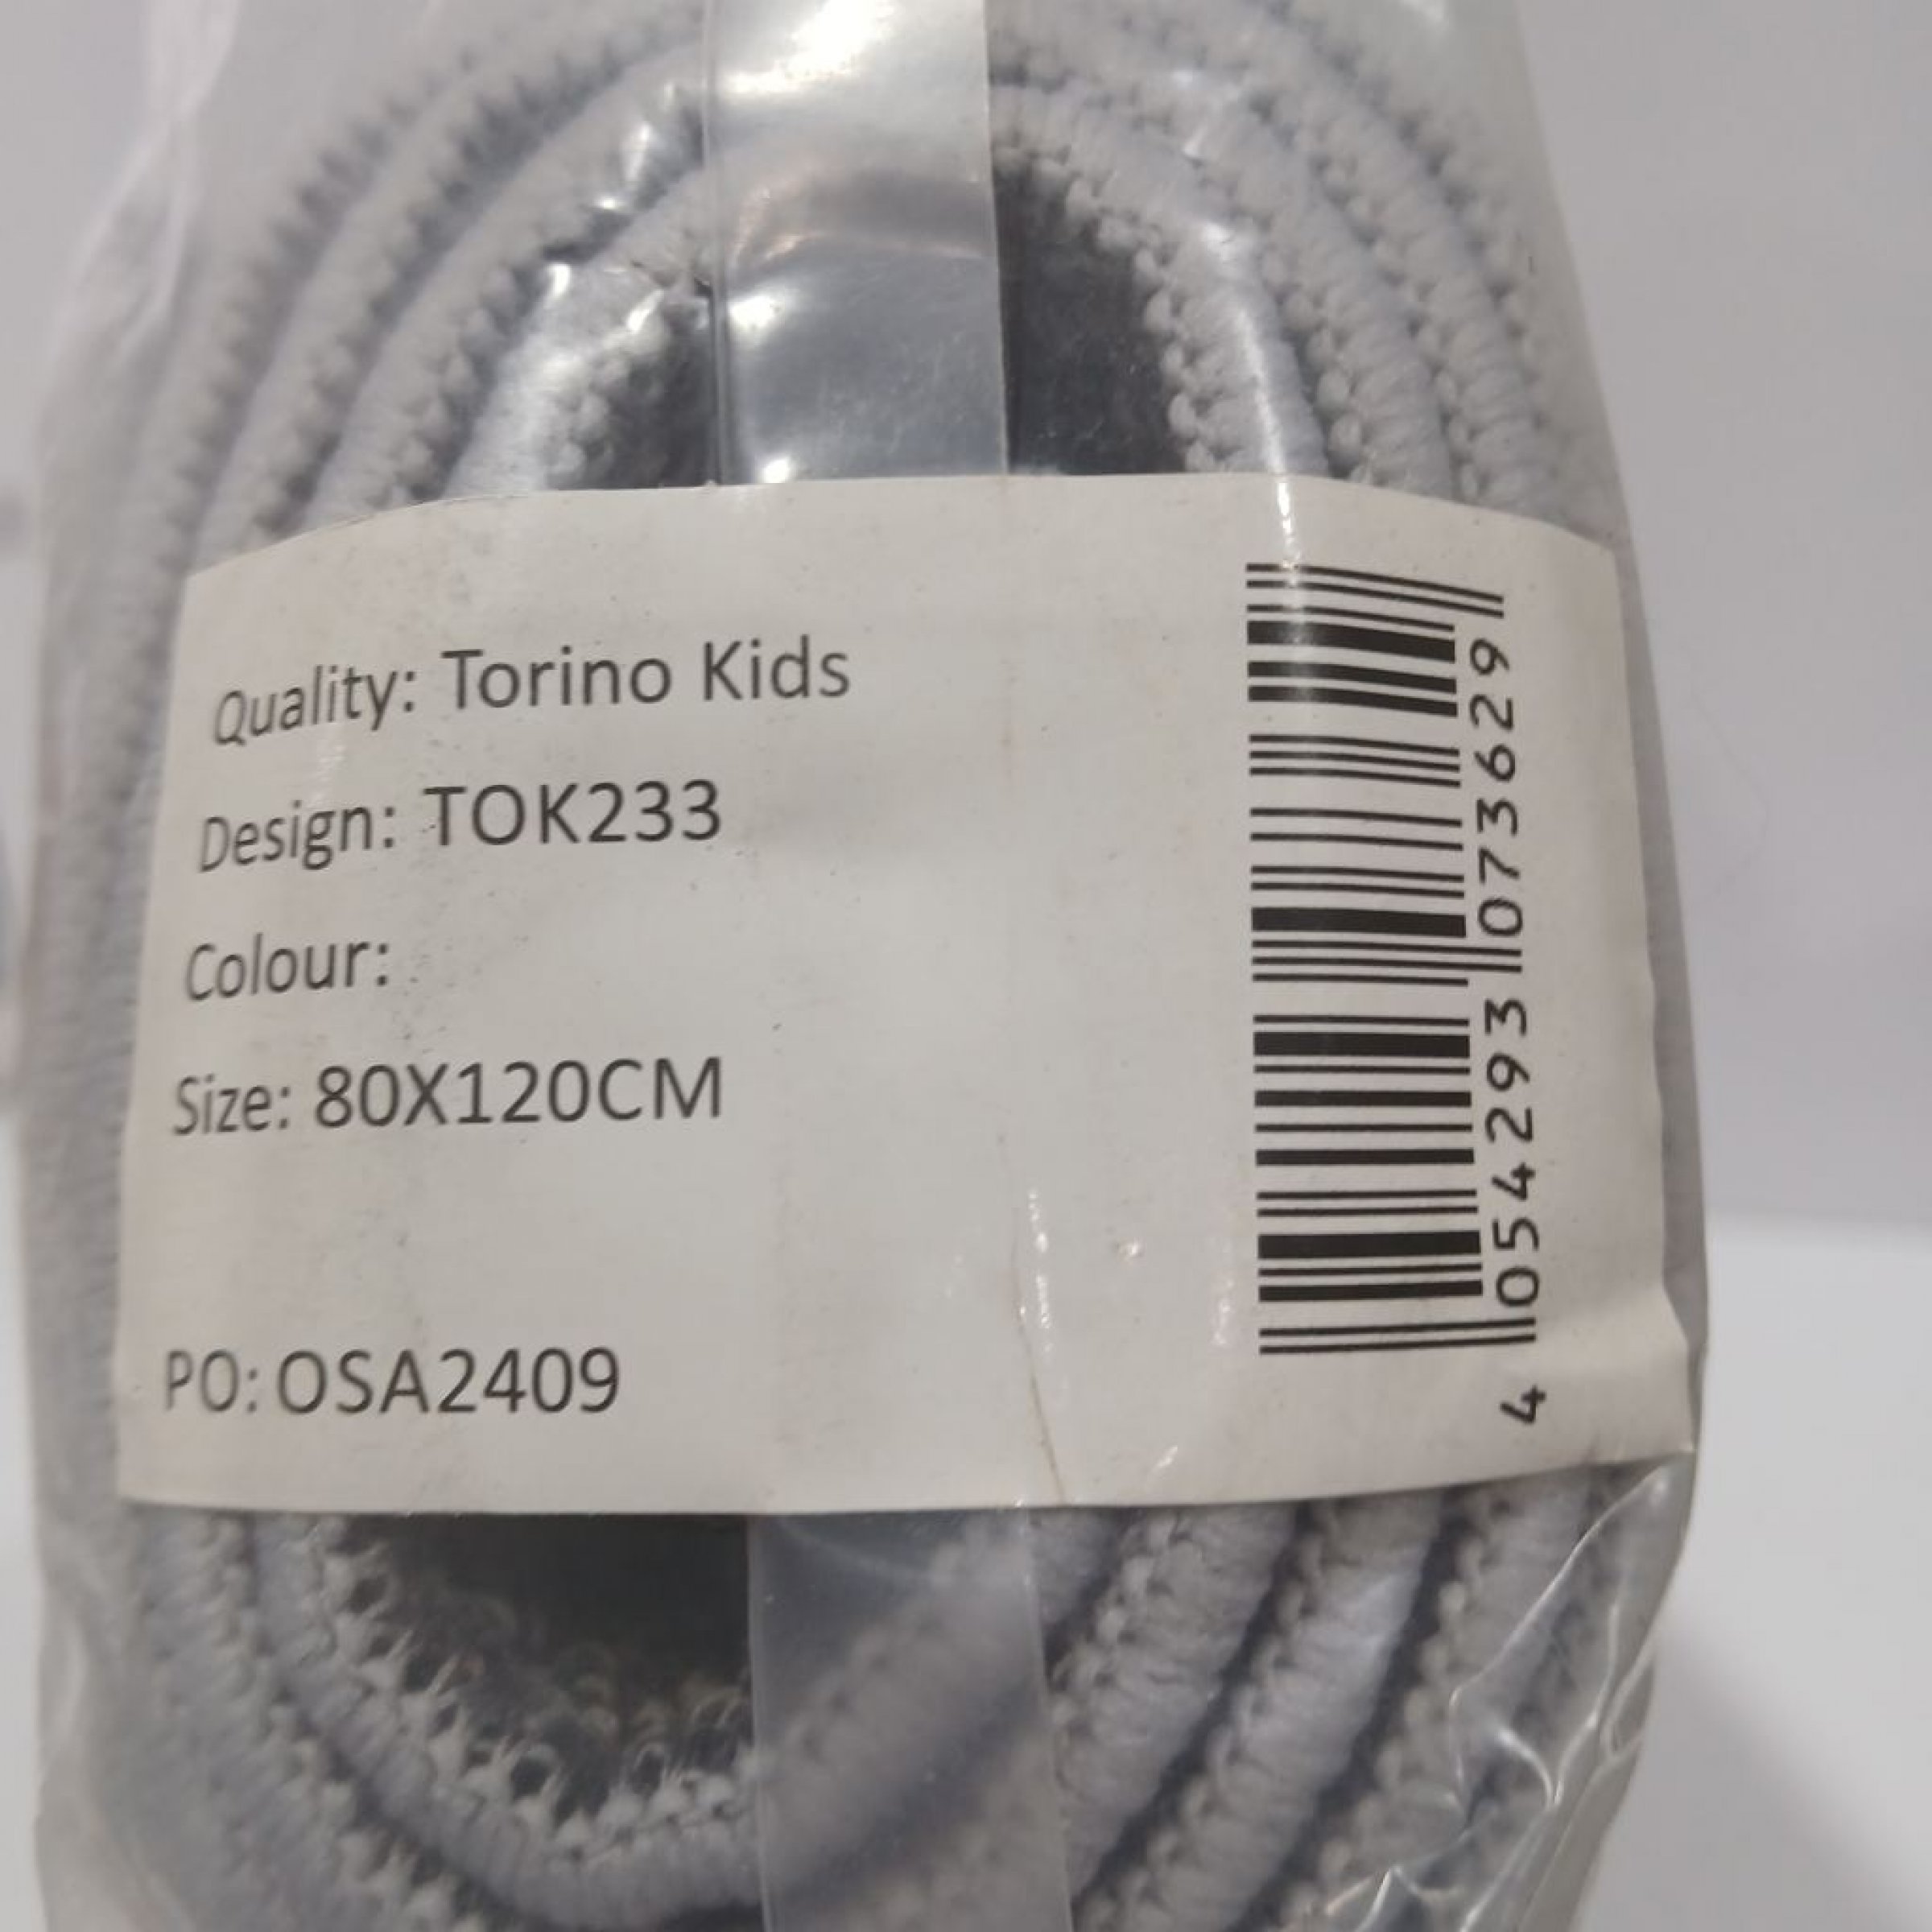 Quality: Torino Kids
Design: TOK233
Colour:
Size: 80X120CM
PO: OSA2409
4 054293 073629